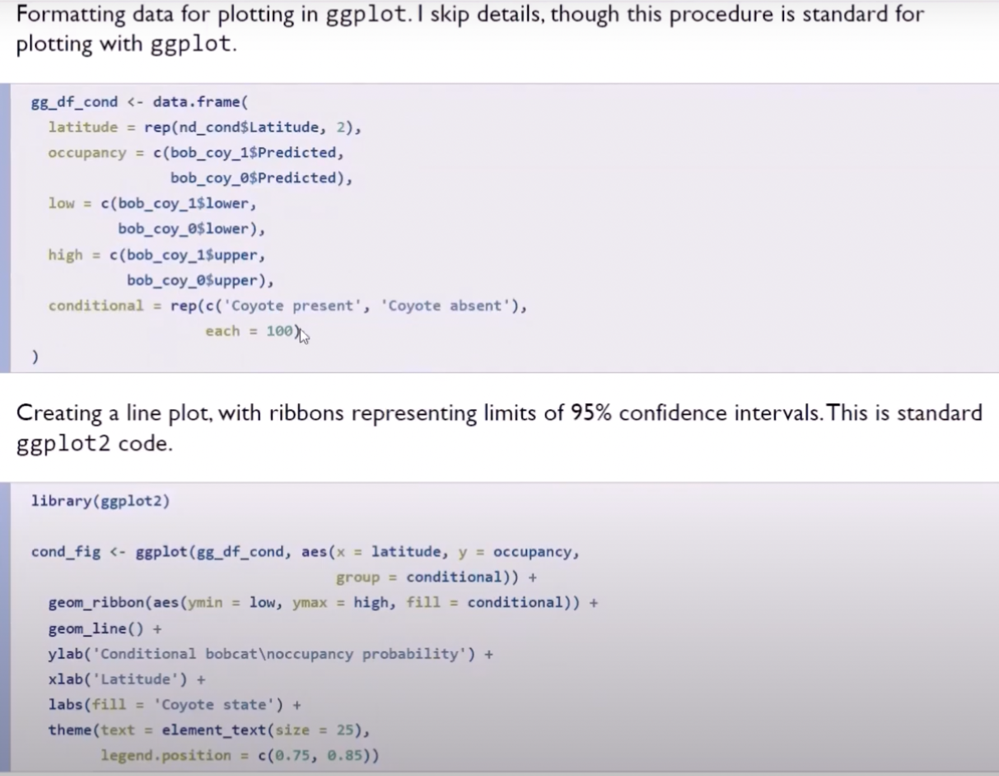 Formatting data for plotting in ggplot. I skip details, though this procedure is standard for
plotting with ggplot.
gg_df_cond <- data.frame(
  latitude = rep(nd_cond$Latitude, 2),
  occupancy = c(bob_coy_1$Predicted,
                bob_coy_0$Predicted),
  low = c(bob_coy_1$lower,
          bob_coy_0$lower),
  high = c(bob_coy_1$upper,
           bob_coy_0$upper),
  conditional = rep(c('Coyote present', 'Coyote absent'),
                    each = 100)
)
Creating a line plot, with ribbons representing limits of 95% confidence intervals. This is standard
ggplot2 code.
library(ggplot2)
cond_fig <- ggplot(gg_df_cond, aes(x = latitude, y = occupancy,
                                   group = conditional)) +
  geom_ribbon(aes(ymin = low, ymax = high, fill = conditional)) +
  geom_line() +
  ylab('Conditional bobcat\noccupancy probability') +
  xlab('Latitude') +
  labs(fill = 'Coyote state') +
  theme(text = element_text(size = 25),
        legend.position = c(0.75, 0.85))